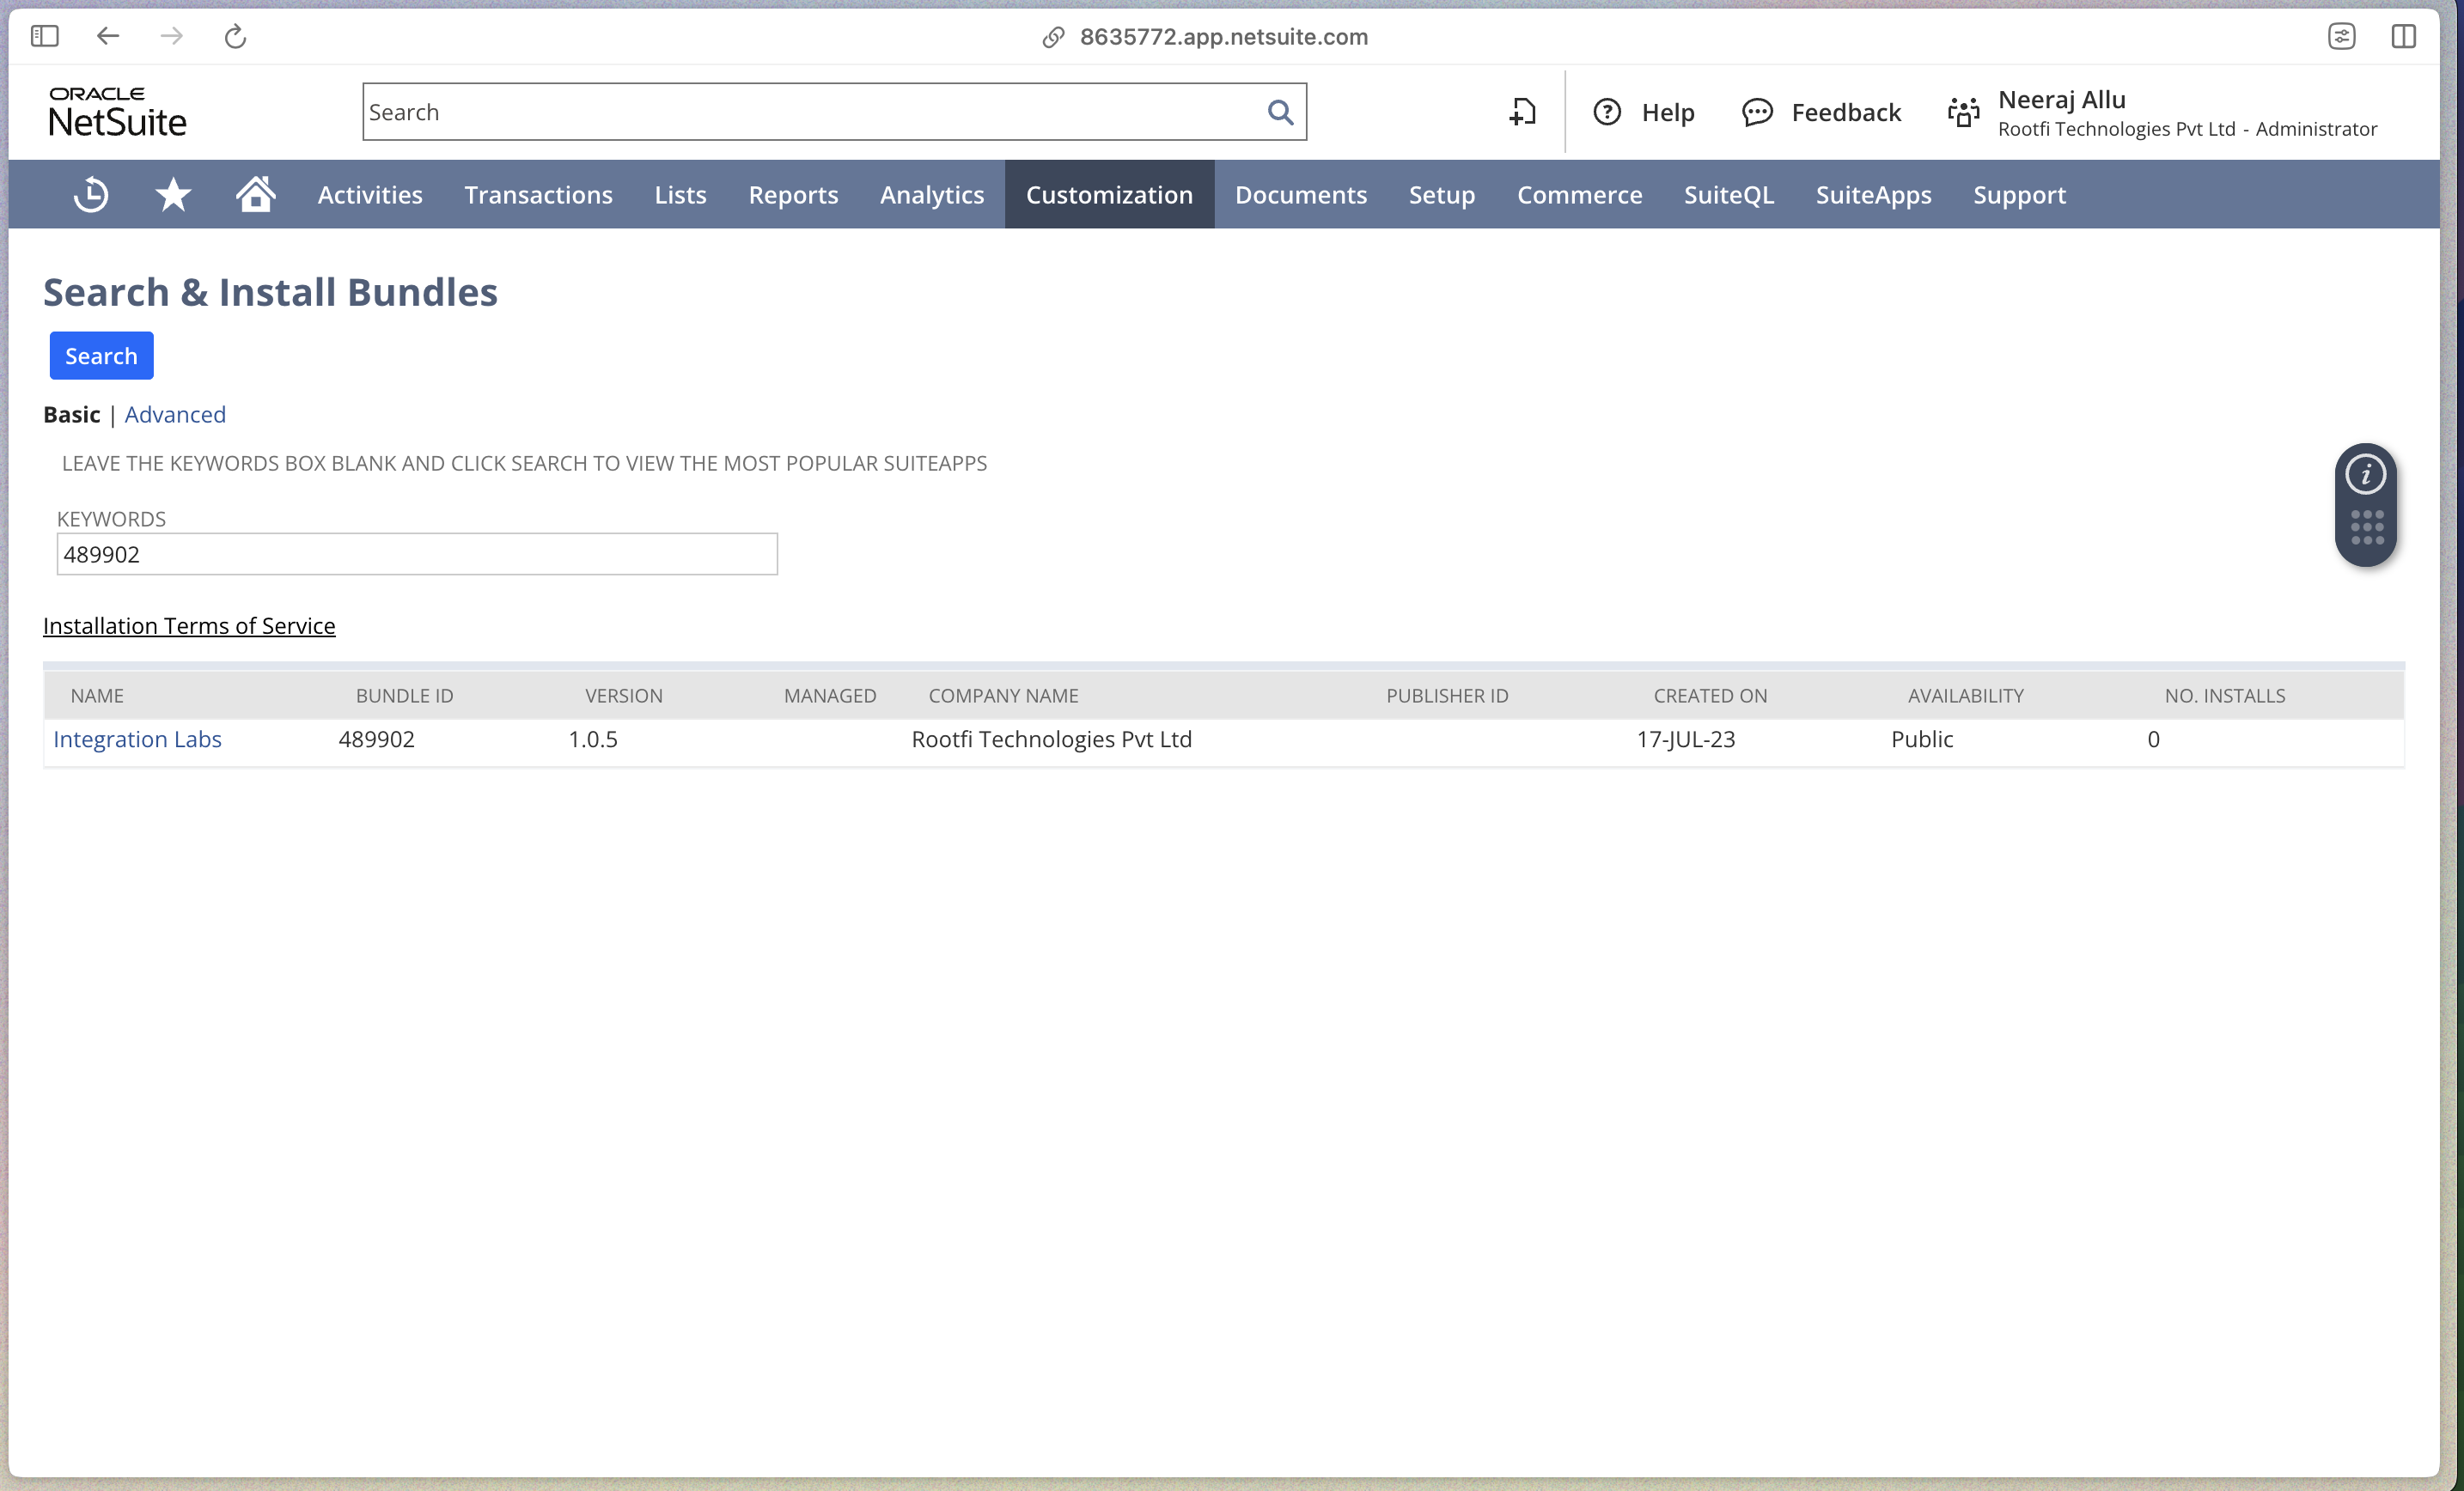 8635772.app.netsuite.com
ORACLE
NetSuite
Search
Help
Feedback
Neeraj Allu
Rootfi Technologies Pvt Ltd - Administrator
Activities Transactions Lists Reports Analytics Customization Documents Setup Commerce SuiteQL SuiteApps Support
Search & Install Bundles
Search
Basic | Advanced
LEAVE THE KEYWORDS BOX BLANK AND CLICK SEARCH TO VIEW THE MOST POPULAR SUITEAPPS
KEYWORDS
489902
Installation Terms of Service
NAME BUNDLE ID VERSION MANAGED COMPANY NAME PUBLISHER ID CREATED ON AVAILABILITY NO. INSTALLS
Integration Labs 489902 1.0.5 Rootfi Technologies Pvt Ltd 17-JUL-23 Public 0